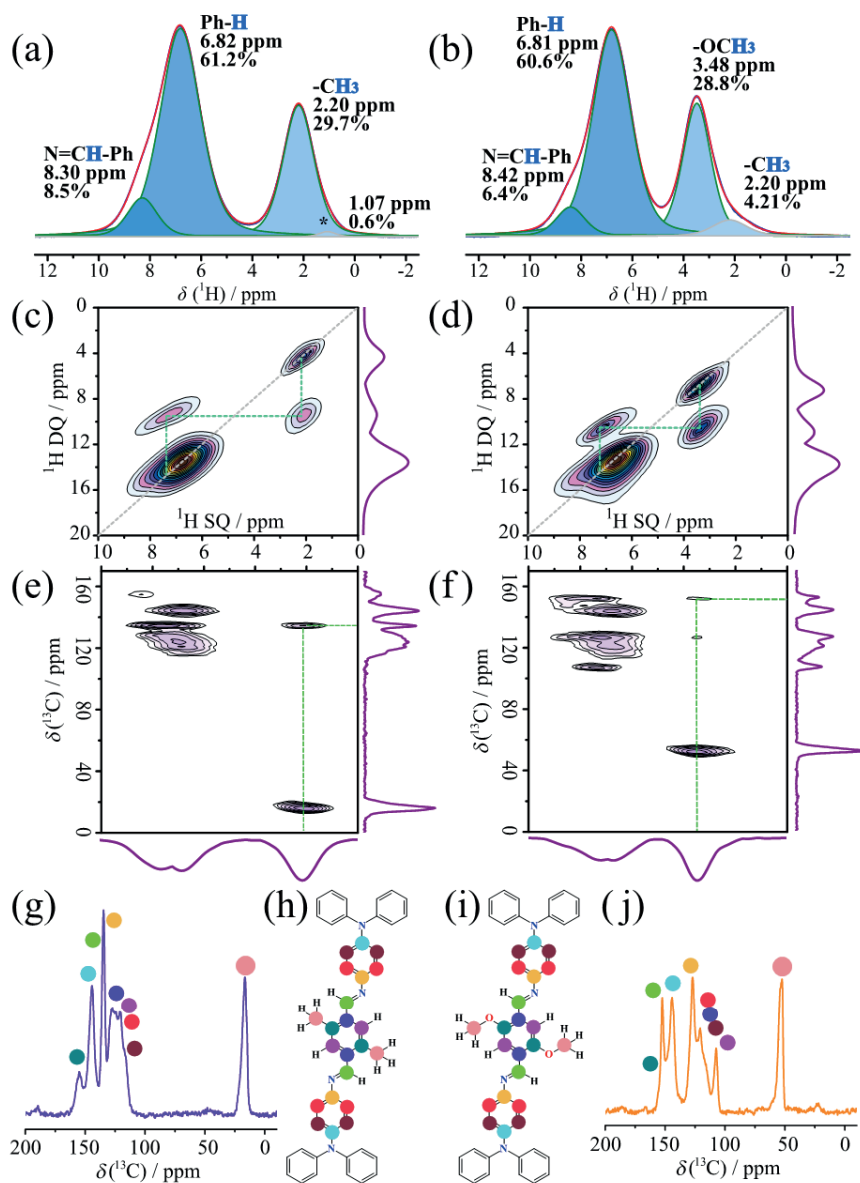 (a)
Ph-H
6.82 ppm
61.2%
-CH3
2.20 ppm
29.7%
N=CH-Ph
8.30 ppm
8.5%
1.07 ppm
0.6%
*
12 10 8 6 4 2 0 -2
δ (¹H) / ppm
(b)
Ph-H
6.81 ppm
60.6%
-OCH3
3.48 ppm
28.8%
N=CH-Ph
8.42 ppm
6.4%
-CH3
2.20 ppm
4.21%
12 10 8 6 4 2 0 -2
δ (¹H) / ppm
(c)
0
4
8
12
16
20
¹H DQ / ppm
¹H SQ / ppm
10 8 6 4 2 0
(d)
0
4
8
12
16
20
¹H DQ / ppm
¹H SQ / ppm
10 8 6 4 2 0
(e)
160
120
80
40
0
δ(¹³C) / ppm
(f)
160
120
80
40
0
δ(¹³C) / ppm
(g)
200 150 100 50 0
δ(¹³C) / ppm
(h)
N
N
H
H
H
H
H
H
H
H
H
H
N
N
(i)
N
N
H
H
H
O
H
H
H
O
H
H
H
H
N
N
(j)
200 150 100 50 0
δ(¹³C) / ppm